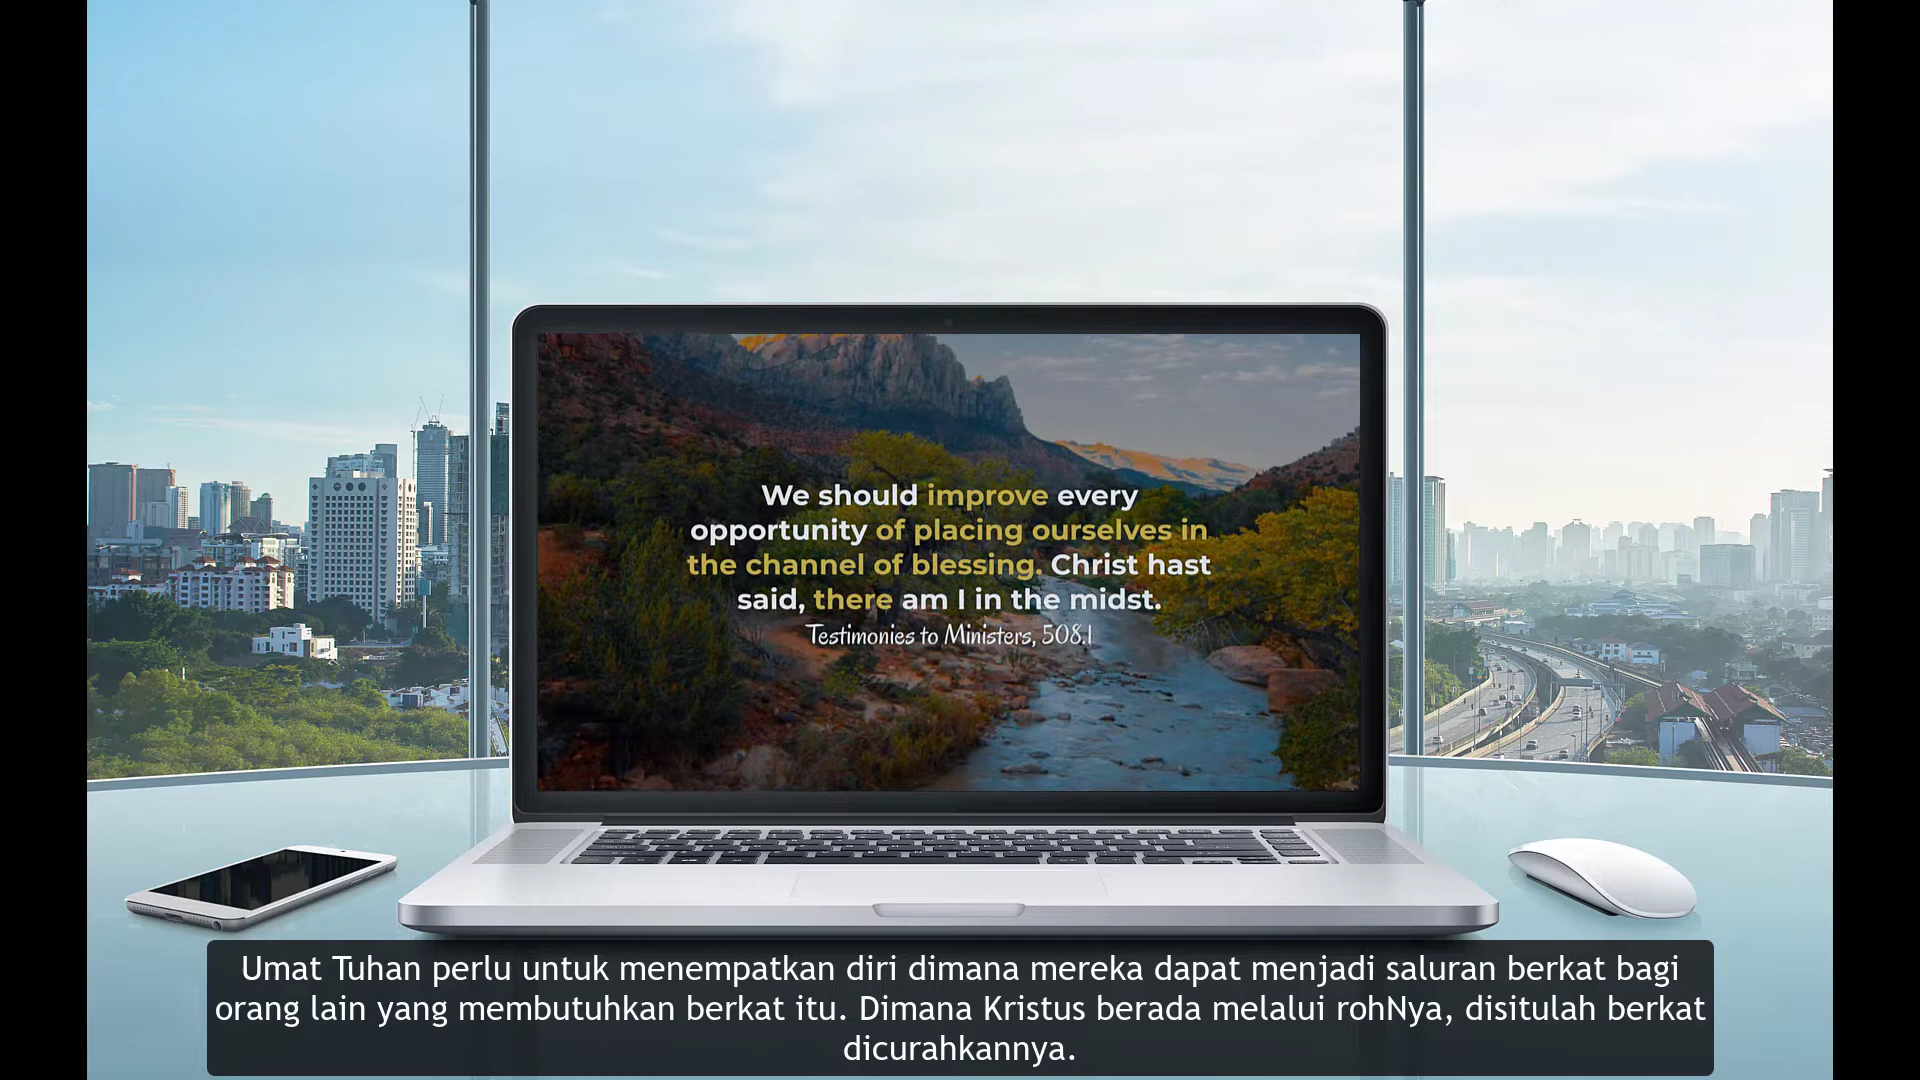 We should improve every
opportunity of placing ourselves in
the channel of blessing. Christ hast
said, there am I in the midst.
Testimonies to Ministers, 508.1
Umat Tuhan perlu untuk menempatkan diri dimana mereka dapat menjadi saluran berkat bagi
orang lain yang membutuhkan berkat itu. Dimana Kristus berada melalui rohNya, disitulah berkat
dicurahkannya.